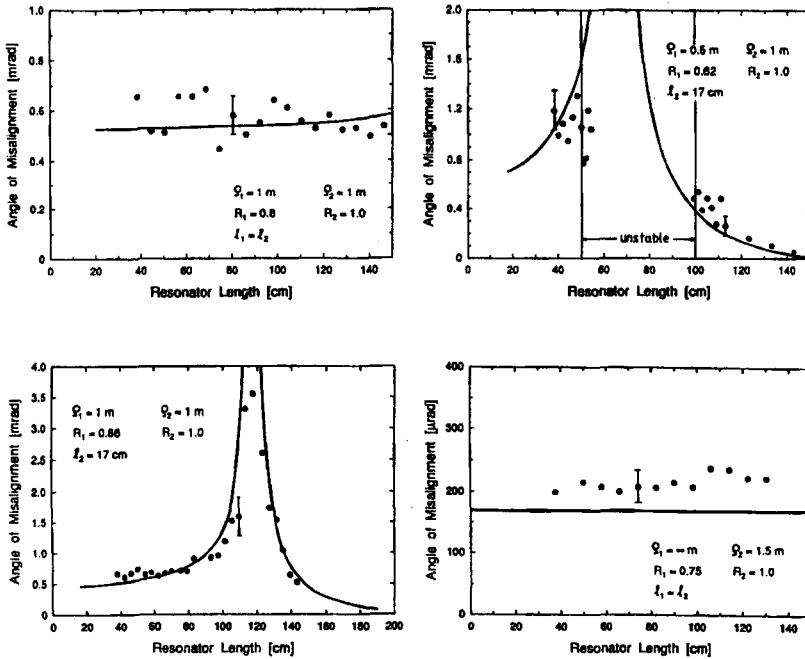 Angle of Misalignment [mrad]
1.0
0.8
0.6
0.4
0.2
0
ϱ₁ = 1 m ϱ₂ = 1 m
R₁ = 0.8 R₂ = 1.0
ℓ₁ = ℓ₂
0 20 40 60 80 100 120 140
Resonator Length [cm]
Angle of Misalignment [mrad]
2.0
1.6
1.2
0.8
0.4
0
ϱ₁ = 0.5 m ϱ₂ = 1 m
R₁ = 0.62 R₂ = 1.0
ℓ₂ = 17 cm
unstable
0 20 40 60 80 100 120 140
Resonator Length [cm]
Angle of Misalignment [mrad]
4.0
3.5
3.0
2.5
2.0
1.5
1.0
0.5
0
ϱ₁ = 1 m ϱ₂ = 1 m
R₁ = 0.86 R₂ = 1.0
ℓ₂ = 17 cm
0 20 40 60 80 100 120 140 160 180 200
Resonator Length [cm]
Angle of Misalignment [μrad]
400
300
200
100
0
ϱ₁ = ∞ m ϱ₂ = 1.5 m
R₁ = 0.75 R₂ = 1.0
ℓ₁ = ℓ₂
0 20 40 60 80 100 120 140
Resonator Length [cm]